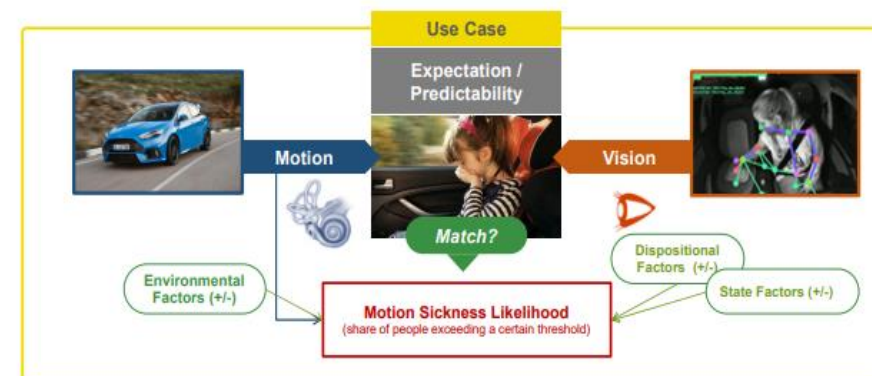 Use Case
Expectation /
Predictability
Motion
Vision
Match?
Environmental
Factors (+/-)
Dispositional
Factors (+/-)
State Factors (+/-)
Motion Sickness Likelihood
(share of people exceeding a certain threshold)